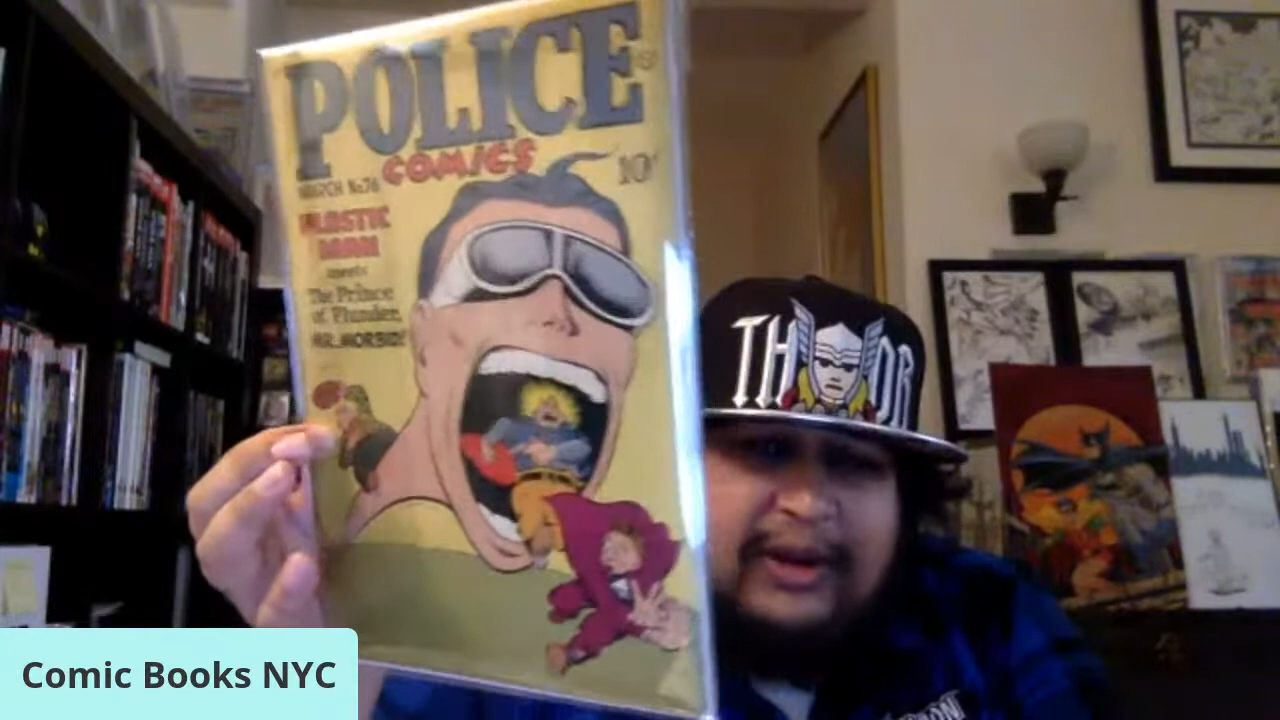 POLICE
COMICS
10¢
MARCH No. 76
PLASTIC
MAN
meets
The Prince
of Plunder,
MR. MORBID!
THOR
Comic Books NYC